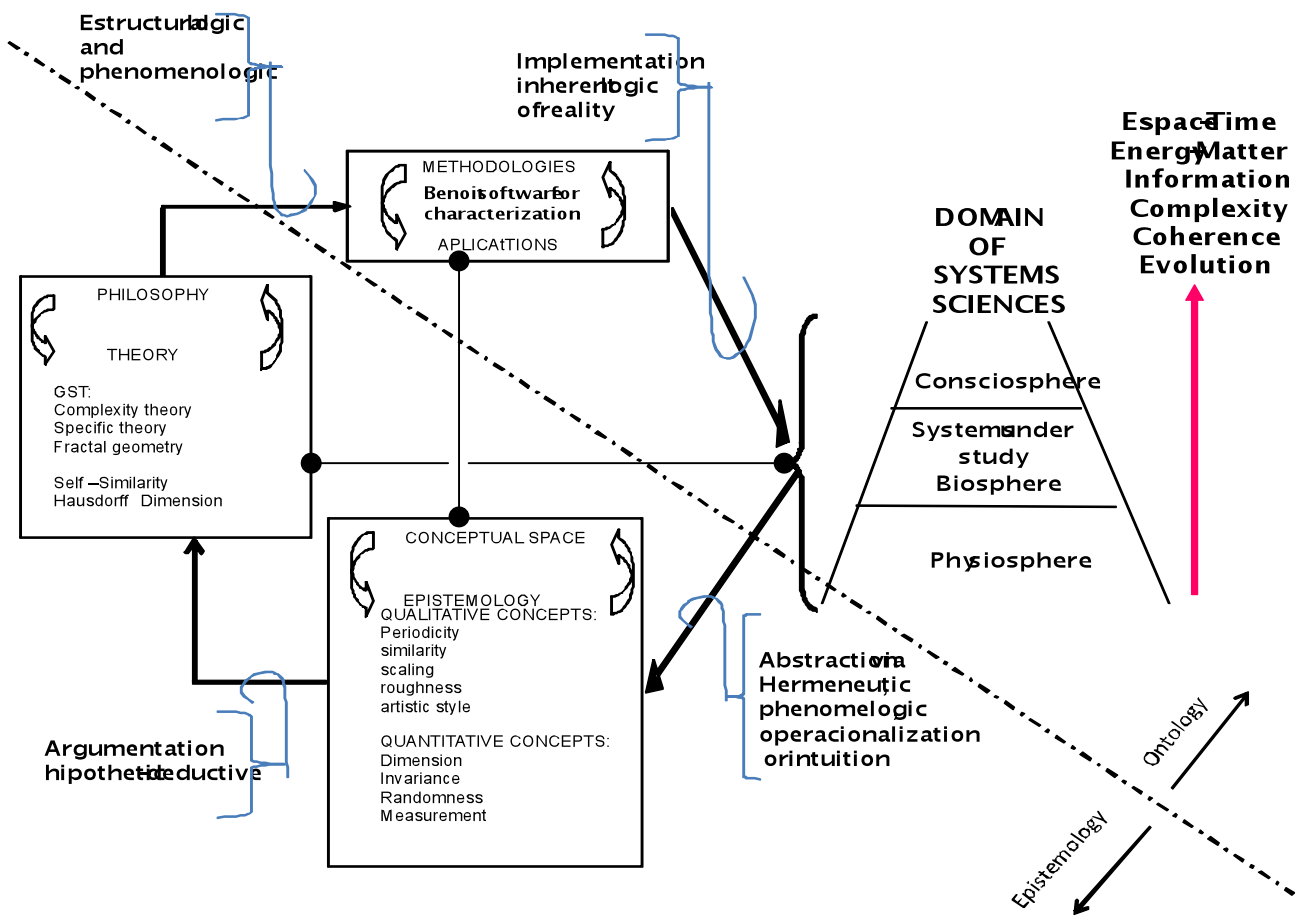 Estructural logic
and
phenomenologic
Implementation
inherent logic
of reality
Espace-Time
Energy-Matter
Information
Complexity
Coherence
Evolution
METHODOLOGIES
Benoit software for
characterization
APLICAtTIONS
DOMAIN
OF
SYSTEMS
SCIENCES
PHILOSOPHY
THEORY
GST:
Complexity theory
Specific theory
Fractal geometry
Self –Similarity
Hausdorff Dimension
Consciosphere
Systems under
study
Biosphere
Physiosphere
CONCEPTUAL SPACE
EPISTEMOLOGY
QUALITATIVE CONCEPTS:
Periodicity
similarity
scaling
roughness
artistic style
QUANTITATIVE CONCEPTS:
Dimension
Invariance
Randomness
Measurement
Abstraction via
Hermeneutic,
phenomelogic,
operacionalization
or intuition
Argumentation
hipothetic-deductive
Ontology
Epistemology